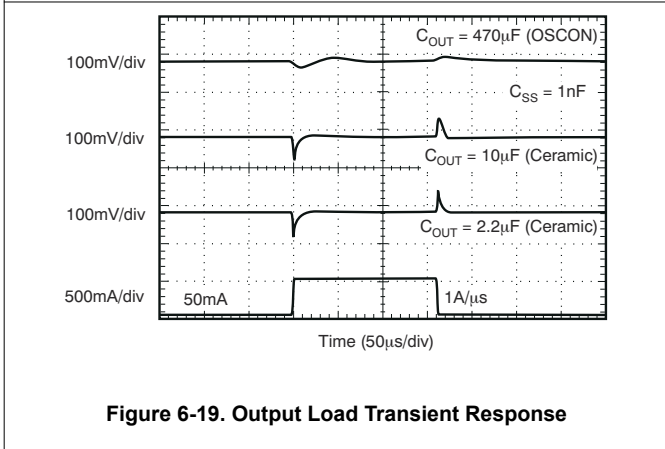 C_OUT = 470μF (OSCON)
100mV/div
C_SS = 1nF
100mV/div
C_OUT = 10μF (Ceramic)
100mV/div
C_OUT = 2.2μF (Ceramic)
500mA/div
50mA
1A/μs
Time (50μs/div)
Figure 6-19. Output Load Transient Response